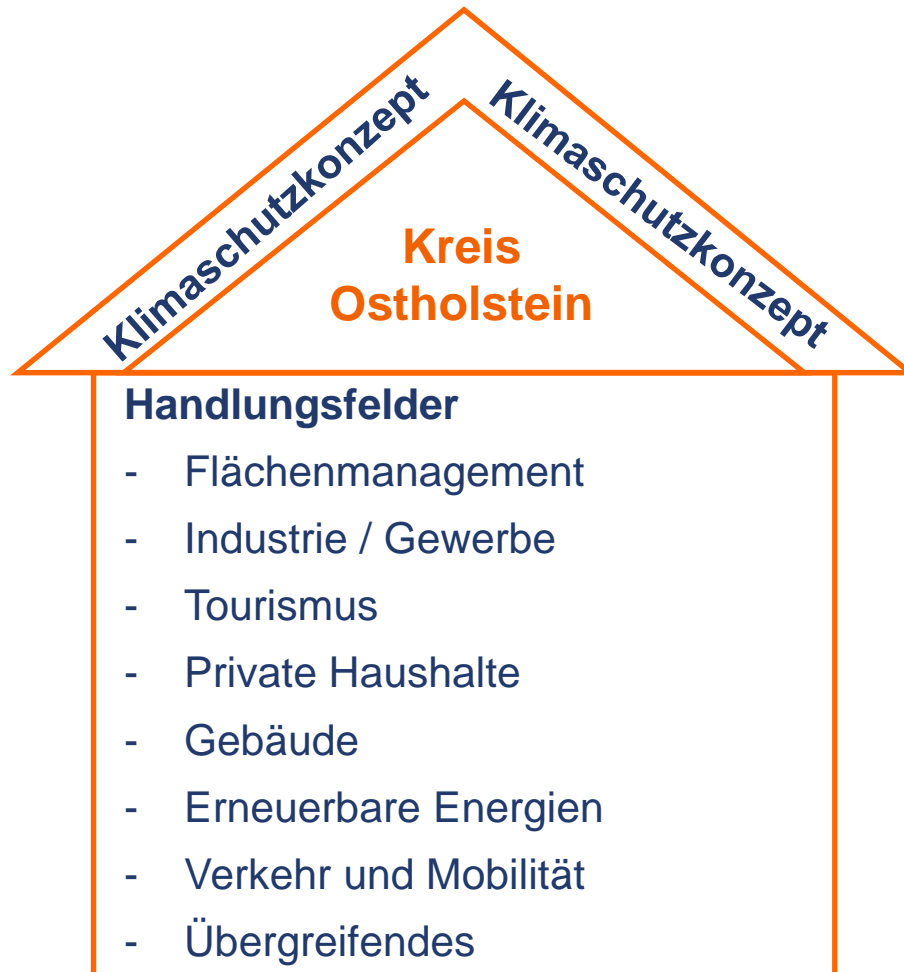 Klimaschutzkonzept
Klimaschutzkonzept
Kreis
Ostholstein
Handlungsfelder
- Flächenmanagement
- Industrie / Gewerbe
- Tourismus
- Private Haushalte
- Gebäude
- Erneuerbare Energien
- Verkehr und Mobilität
- Übergreifendes